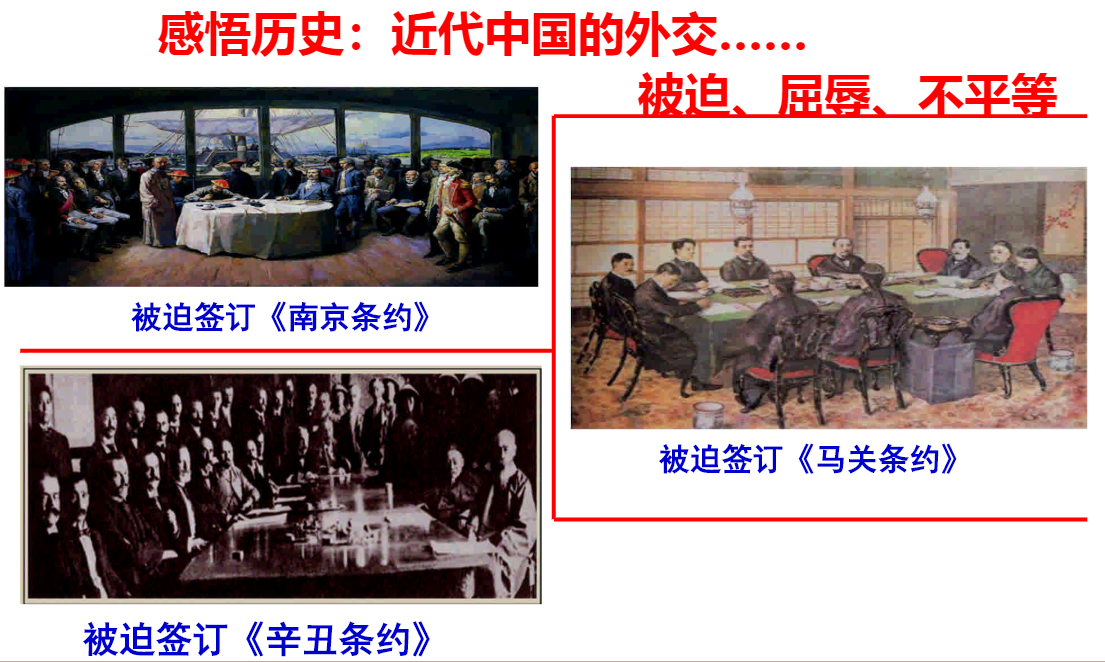 感悟历史：近代中国的外交……
被迫、屈辱、不平等
被迫签订《南京条约》
被迫签订《马关条约》
被迫签订《辛丑条约》